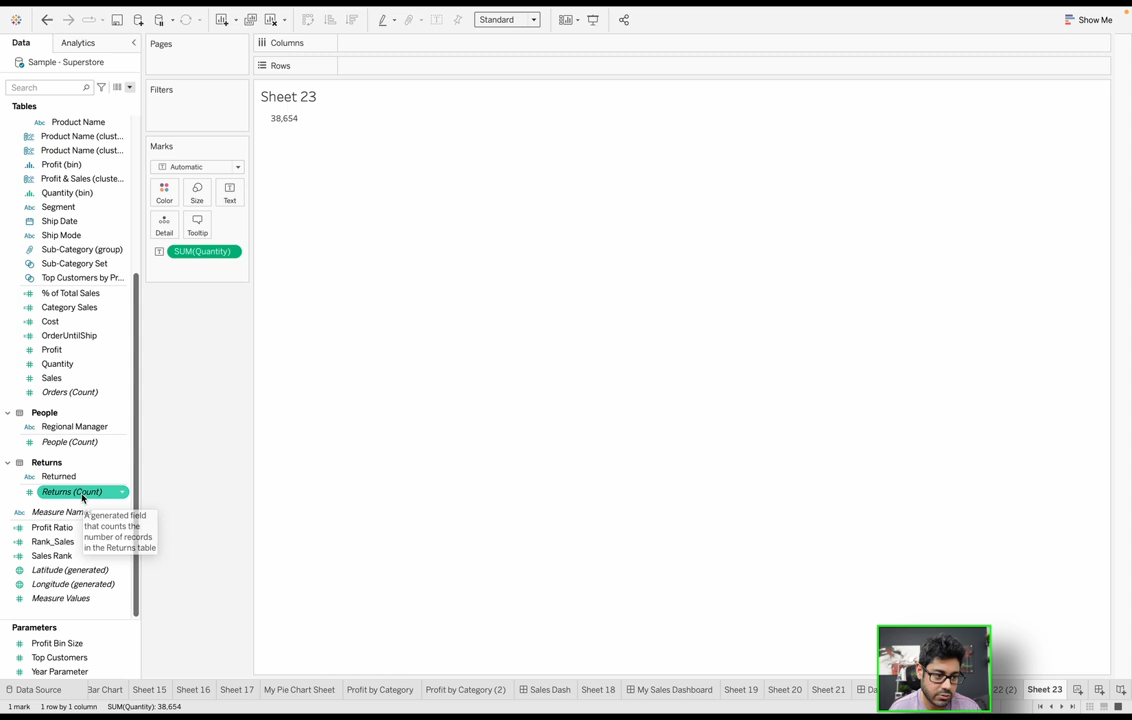 Standard
Show Me
Data
Analytics
Sample - Superstore
Search
Tables
Abc Product Name
Product Name (clust...
Product Name (clust...
Profit (bin)
Profit & Sales (cluste...
Quantity (bin)
Abc Segment
Ship Date
Abc Ship Mode
Sub-Category (group)
Sub-Category Set
Top Customers by Pr...
% of Total Sales
Category Sales
Cost
OrderUntilShip
Profit
Quantity
Sales
Orders (Count)
People
Abc Regional Manager
People (Count)
Returns
Abc Returned
Returns (Count)
Abc Measure Nam
Profit Ratio
Rank_Sales
Sales Rank
Latitude (generated)
Longitude (generated)
Measure Values
A generated field
that counts the
number of records
in the Returns table
Parameters
Profit Bin Size
Top Customers
Year Parameter
Pages
Filters
Marks
Automatic
Color
Size
Text
Detail
Tooltip
SUM(Quantity)
Columns
Rows
Sheet 23
38,654
Data Source
Bar Chart
Sheet 15
Sheet 16
Sheet 17
My Pie Chart Sheet
Profit by Category
Profit by Category (2)
Sales Dash
Sheet 18
My Sales Dashboard
Sheet 19
Sheet 20
Sheet 21
Da
22 (2)
Sheet 23
1 mark
1 row by 1 column
SUM(Quantity): 38,654